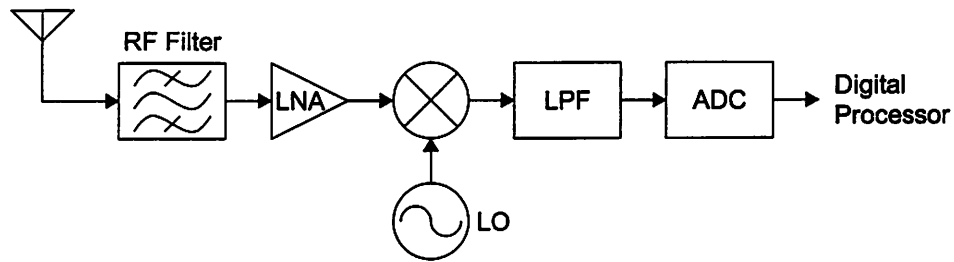 RF Filter
LNA
LPF
ADC
Digital
Processor
LO